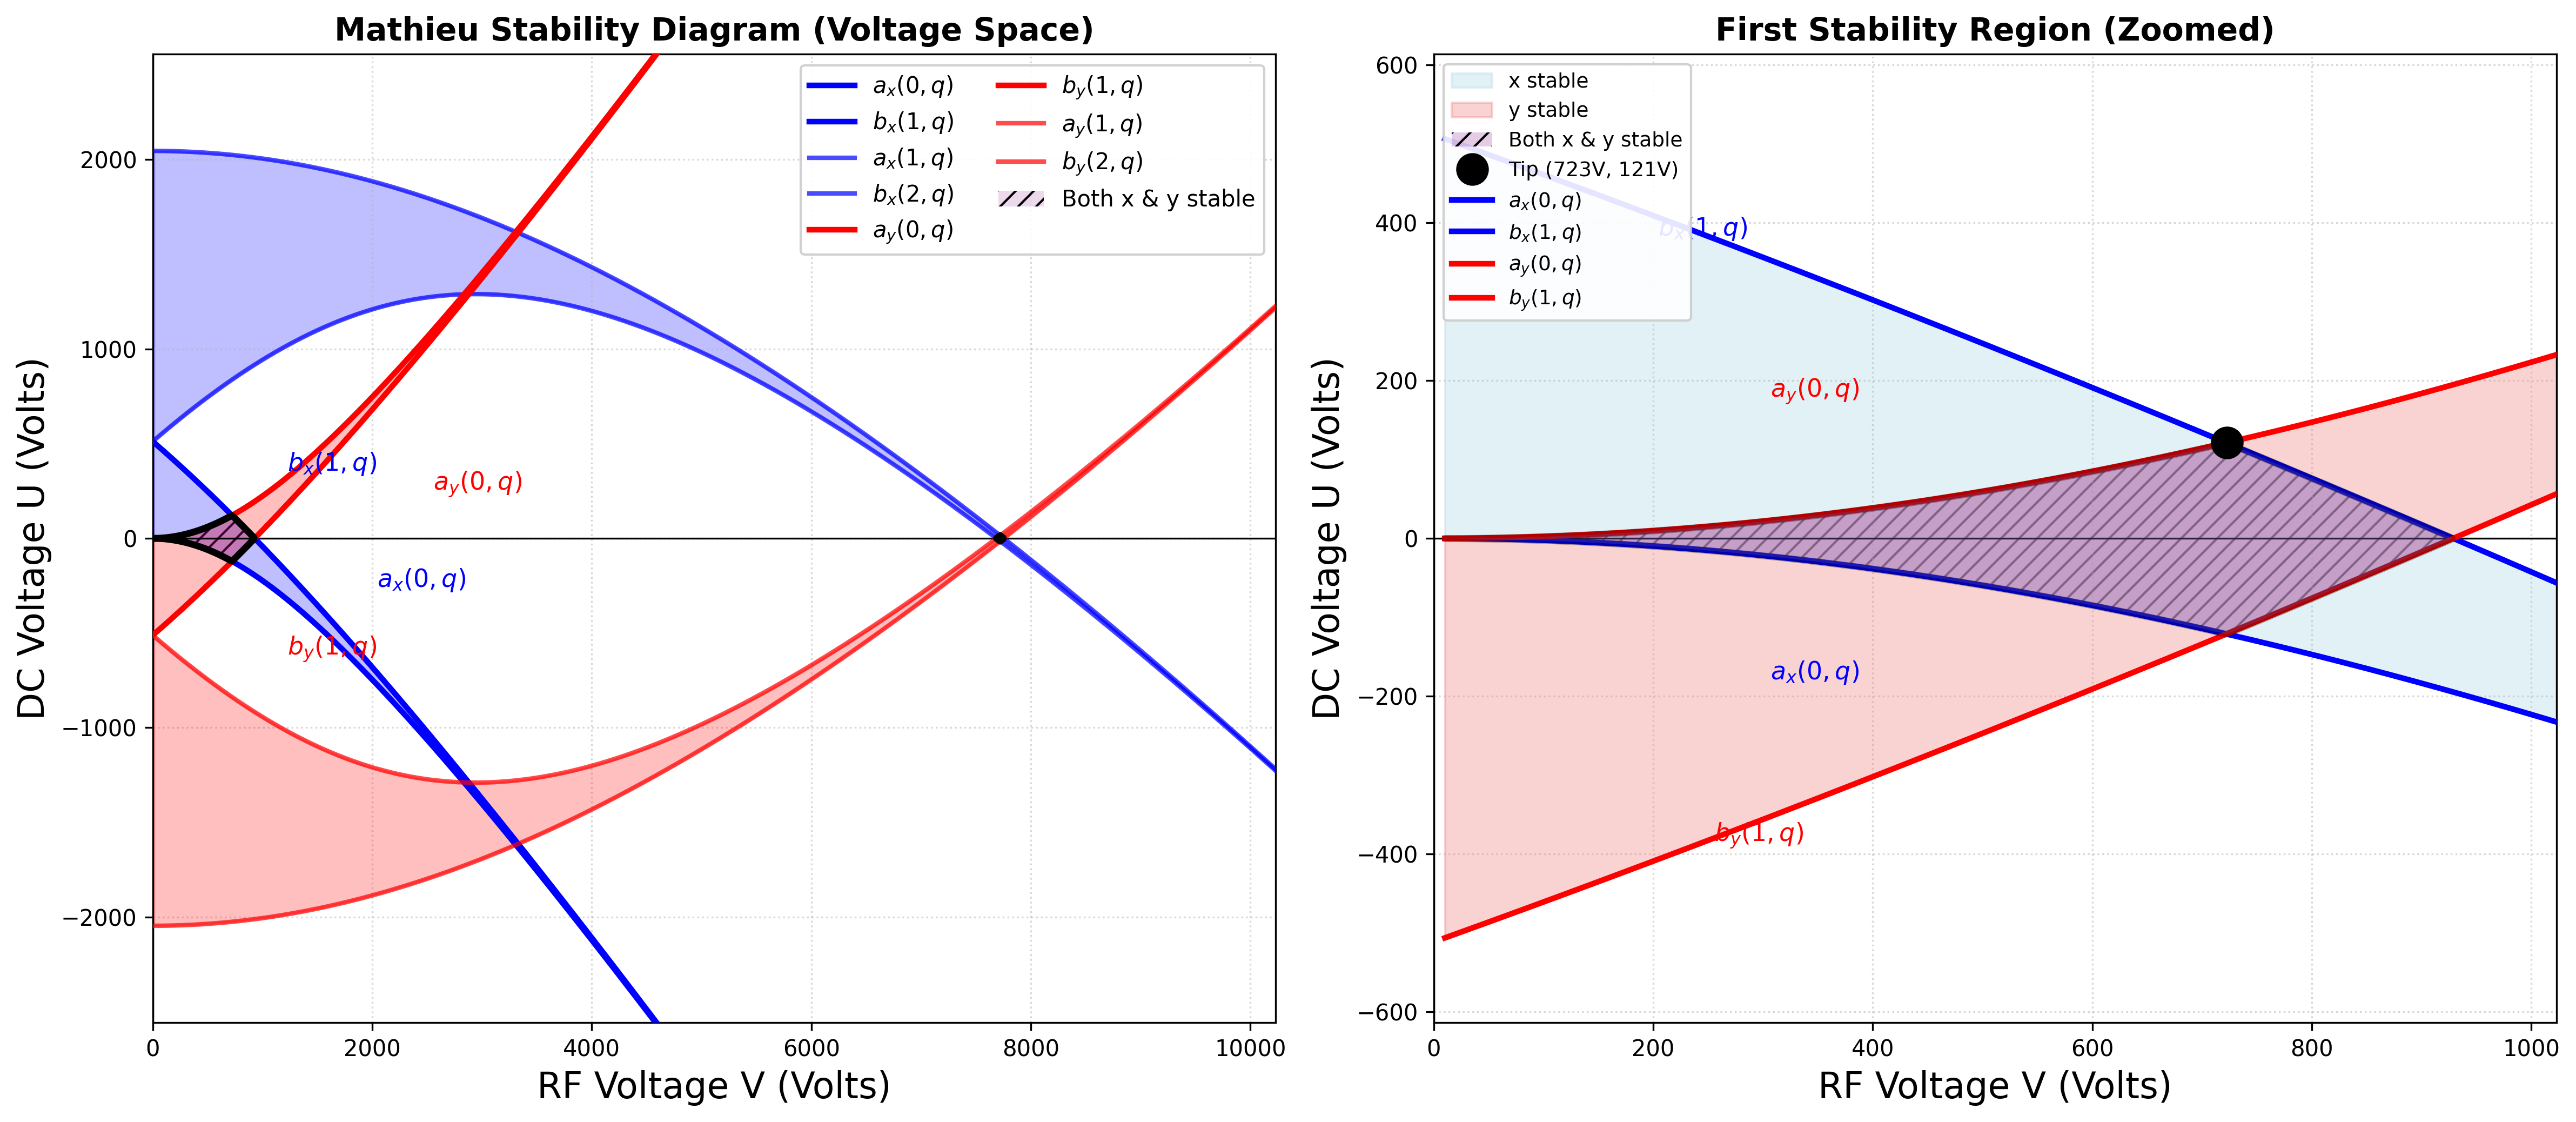 Mathieu Stability Diagram (Voltage Space)
DC Voltage U (Volts)
2000
1000
0
−1000
−2000
a_x(0, q)
b_x(1, q)
a_x(1, q)
b_x(2, q)
a_y(0, q)
b_y(1, q)
a_y(1, q)
b_y(2, q)
Both x & y stable
b_x(1, q)
a_y(0, q)
a_x(0, q)
b_y(1, q)
0 2000 4000 6000 8000 10000
RF Voltage V (Volts)
First Stability Region (Zoomed)
DC Voltage U (Volts)
600
400
200
0
−200
−400
−600
x stable
y stable
Both x & y stable
Tip (723V, 121V)
a_x(0, q)
b_x(1, q)
a_y(0, q)
b_y(1, q)
b_x(1, q)
a_y(0, q)
a_x(0, q)
b_y(1, q)
0 200 400 600 800 1000
RF Voltage V (Volts)